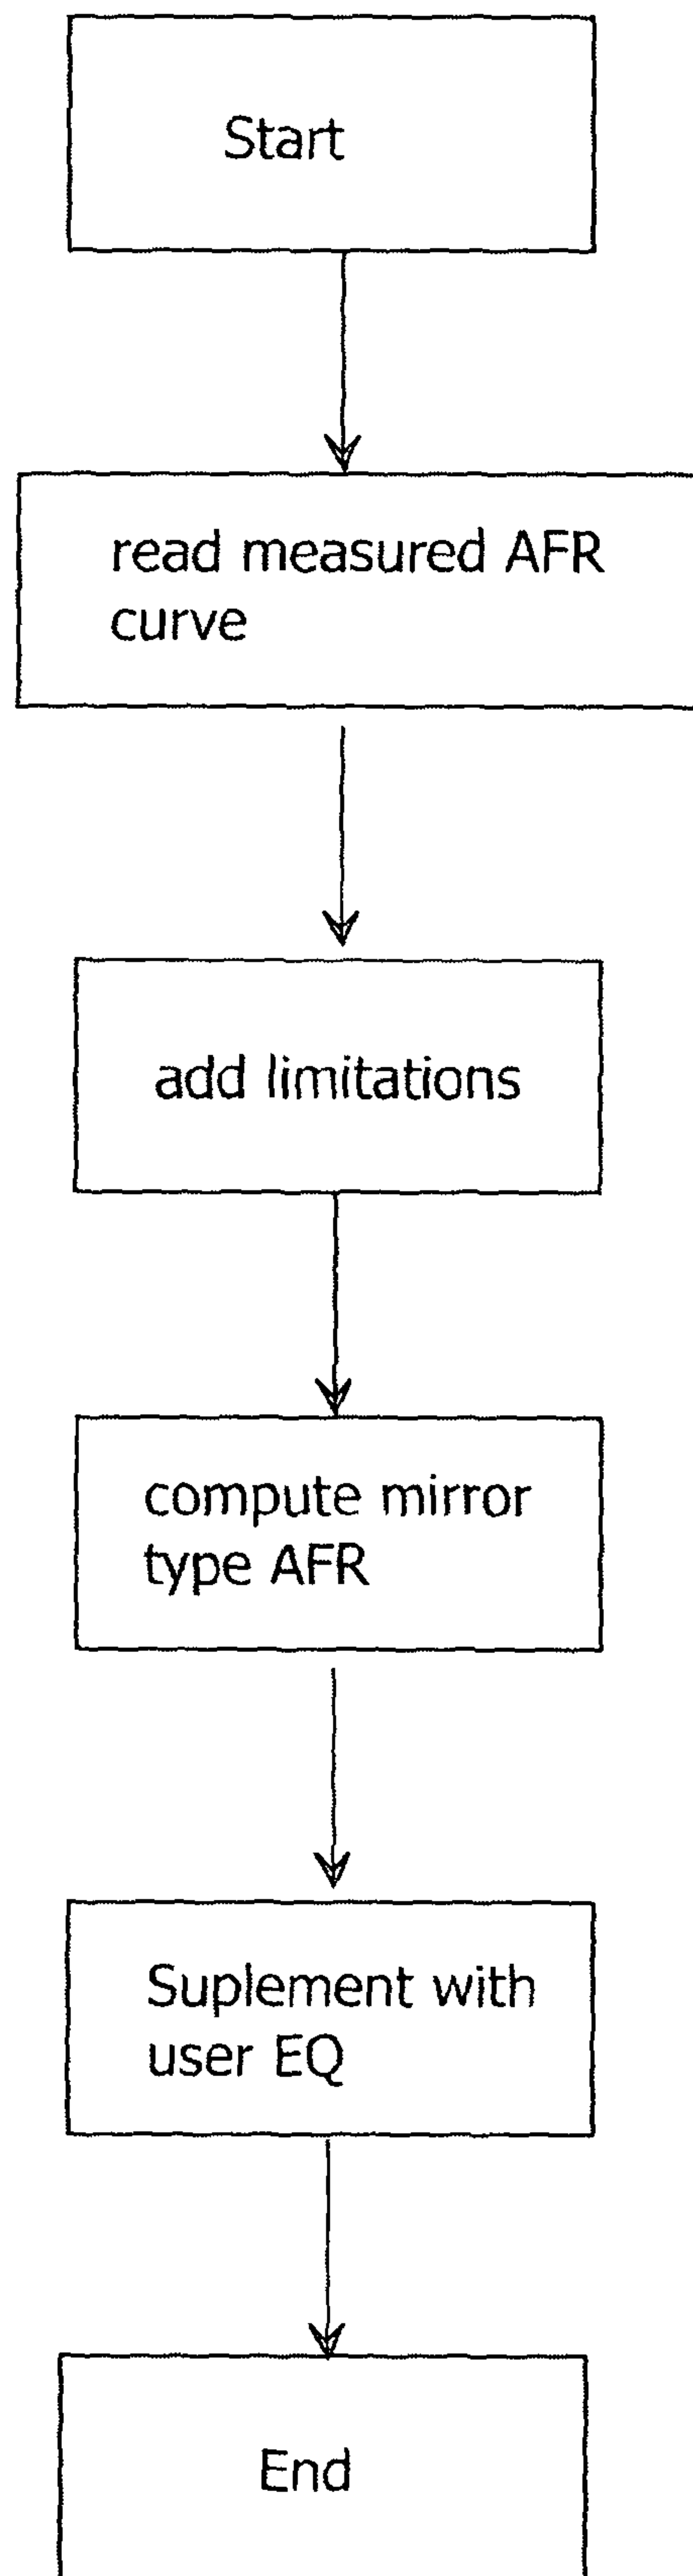 Start
read measured AFR
curve
add limitations
compute mirror
type AFR
Suplement with
user EQ
End